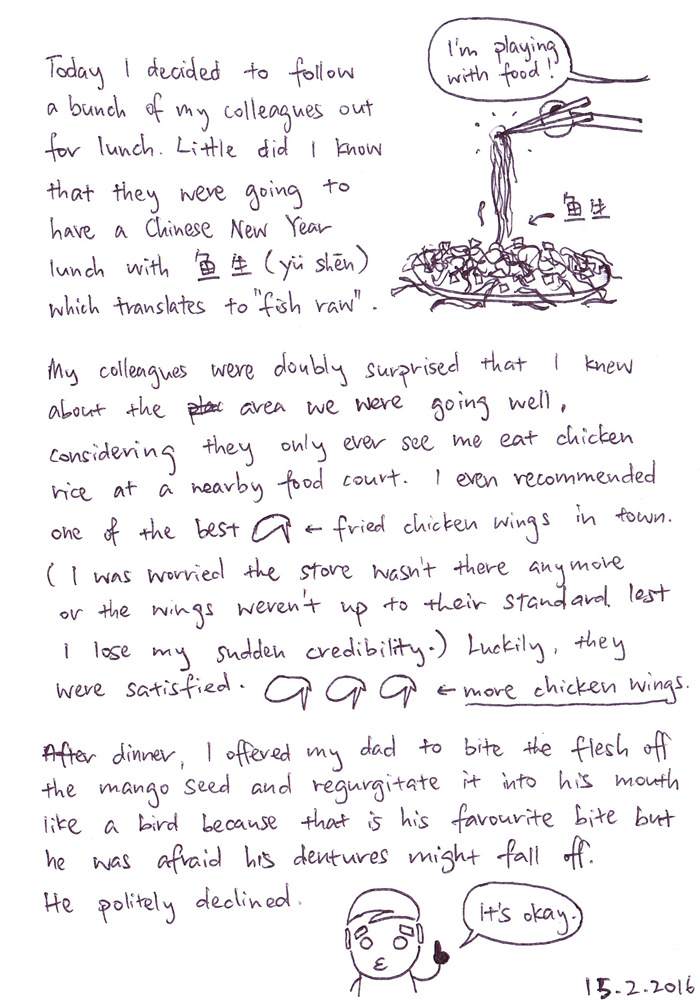 I'm playing
with food!
Today I decided to follow
a bunch of my colleagues out
for lunch. Little did I know
that they were going to
have a Chinese New Year
lunch with 鱼生 (yü shēn)
which translates to "fish raw".
鱼生
My colleagues were doubly surprised that I knew
about the area we were going well,
considering they only ever see me eat chicken
rice at a nearby food court. I even recommended
one of the best ← fried chicken wings in town.
(I was worried the store wasn't there anymore
or the wings weren't up to their standard lest
I lose my sudden credibility.) Luckily, they
were satisfied. ← more chicken wings.
After dinner, I offered my dad to bite the flesh off
the mango seed and regurgitate it into his mouth
like a bird because that is his favourite bite but
he was afraid his dentures might fall off.
He politely declined.
it's okay.
15.2.2016